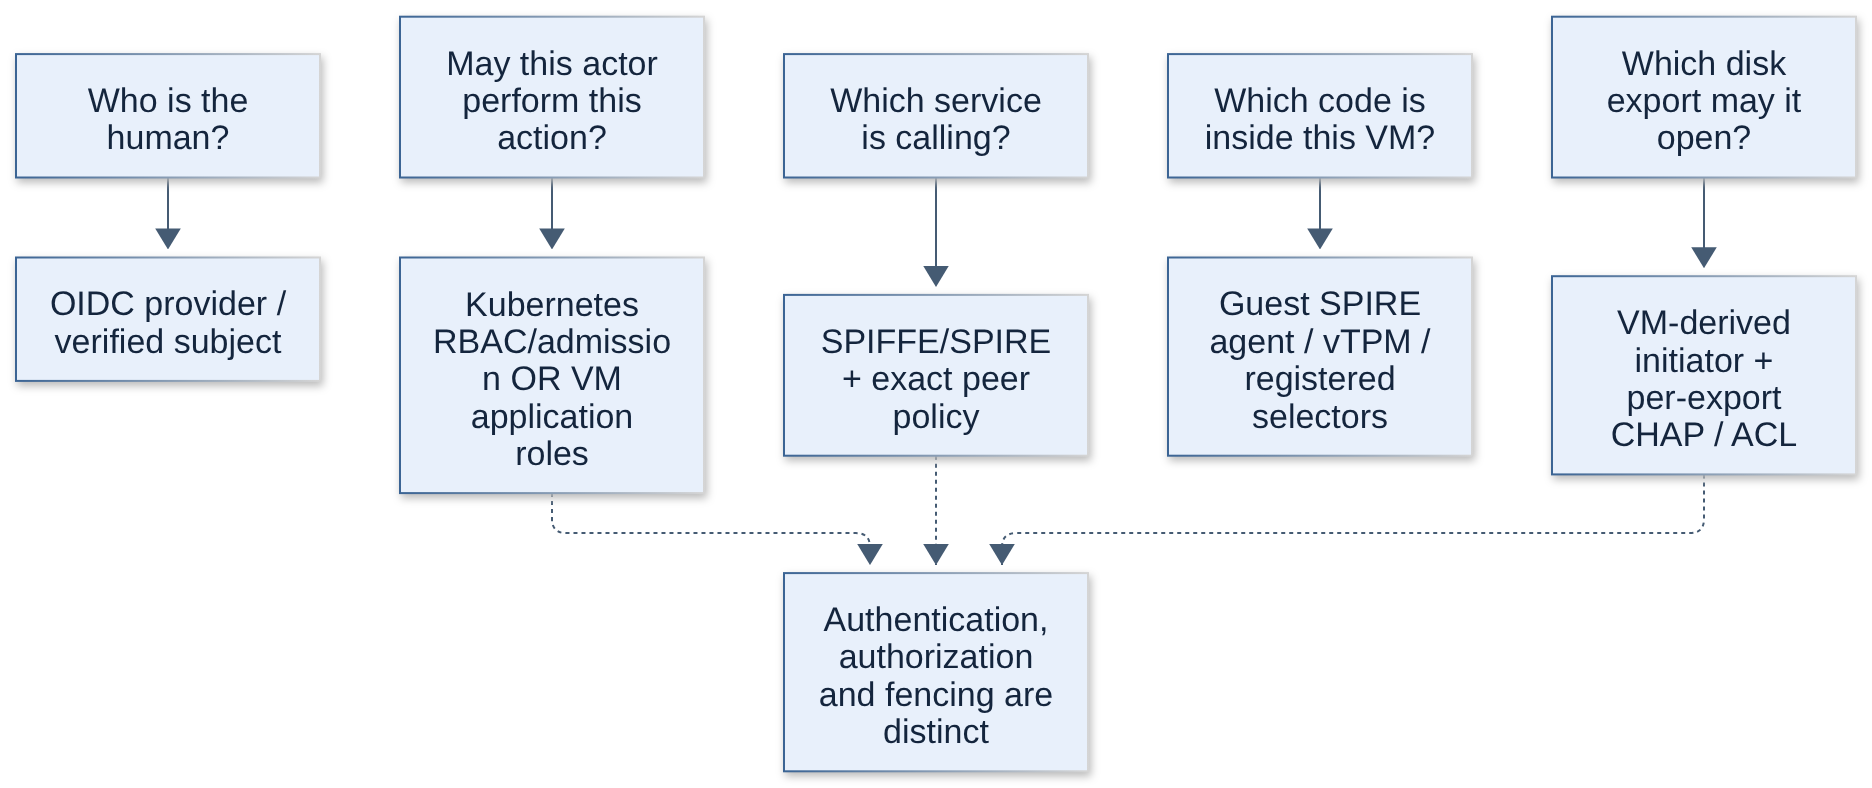 Who is the
human?
May this actor
perform this
action?
Which service
is calling?
Which code is
inside this VM?
Which disk
export may it
open?
OIDC provider /
verified subject
Kubernetes
RBAC/admissio
n OR VM
application
roles
SPIFFE/SPIRE
+ exact peer
policy
Guest SPIRE
agent / vTPM /
registered
selectors
VM-derived
initiator +
per-export
CHAP / ACL
Authentication,
authorization
and fencing are
distinct